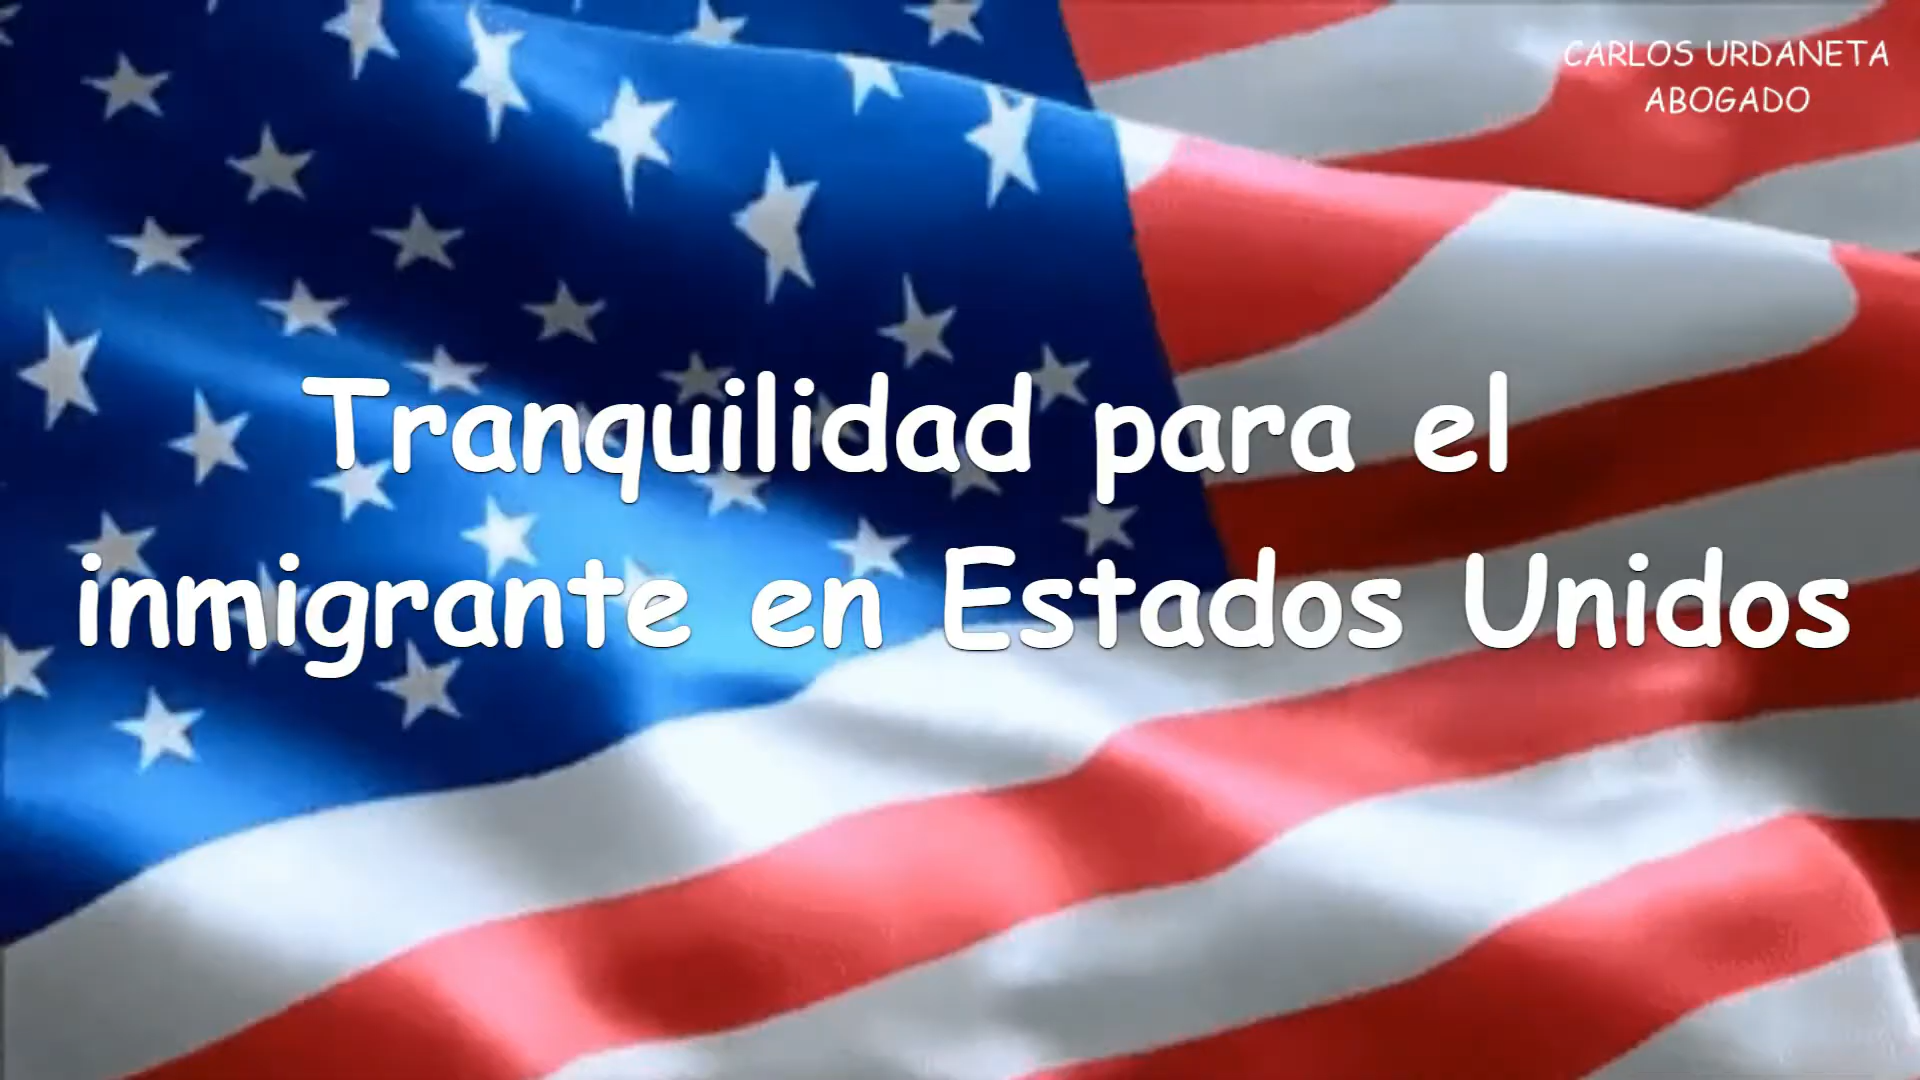 CARLOS URDANETA
ABOGADO
Tranquilidad para el
inmigrante en Estados Unidos